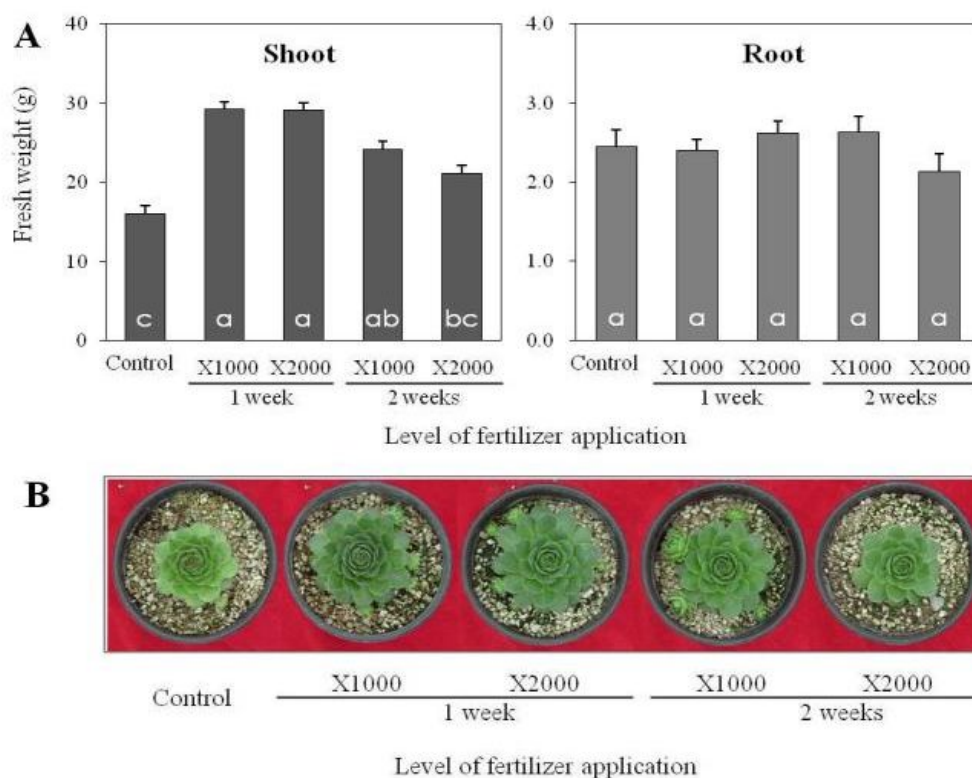 A
Shoot
Root
Fresh weight (g)
40
30
20
10
0
c
a
a
ab
bc
Control
X1000
X2000
X1000
X2000
1 week
2 weeks
4.0
3.0
2.0
1.0
0.0
a
a
a
a
a
Control
X1000
X2000
X1000
X2000
1 week
2 weeks
Level of fertilizer application
B
Control
X1000
X2000
X1000
X2000
1 week
2 weeks
Level of fertilizer application